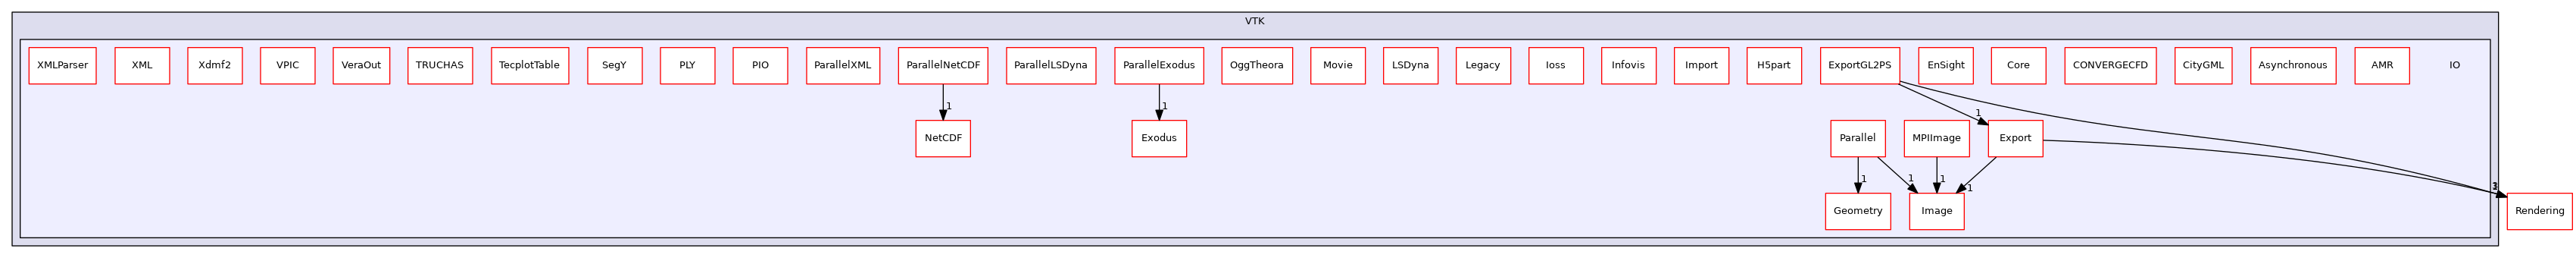 VTK
XMLParser
XML
Xdmf2
VPIC
VeraOut
TRUCHAS
TecplotTable
SegY
PLY
PIO
ParallelXML
ParallelNetCDF
ParallelLSDyna
ParallelExodus
OggTheora
Movie
LSDyna
Legacy
Ioss
Infovis
Import
H5part
ExportGL2PS
EnSight
Core
CONVERGECFD
CityGML
Asynchronous
AMR
IO
1
1
1
NetCDF
Exodus
Parallel
MPIImage
Export
1
1
1
1
Geometry
Image
Rendering